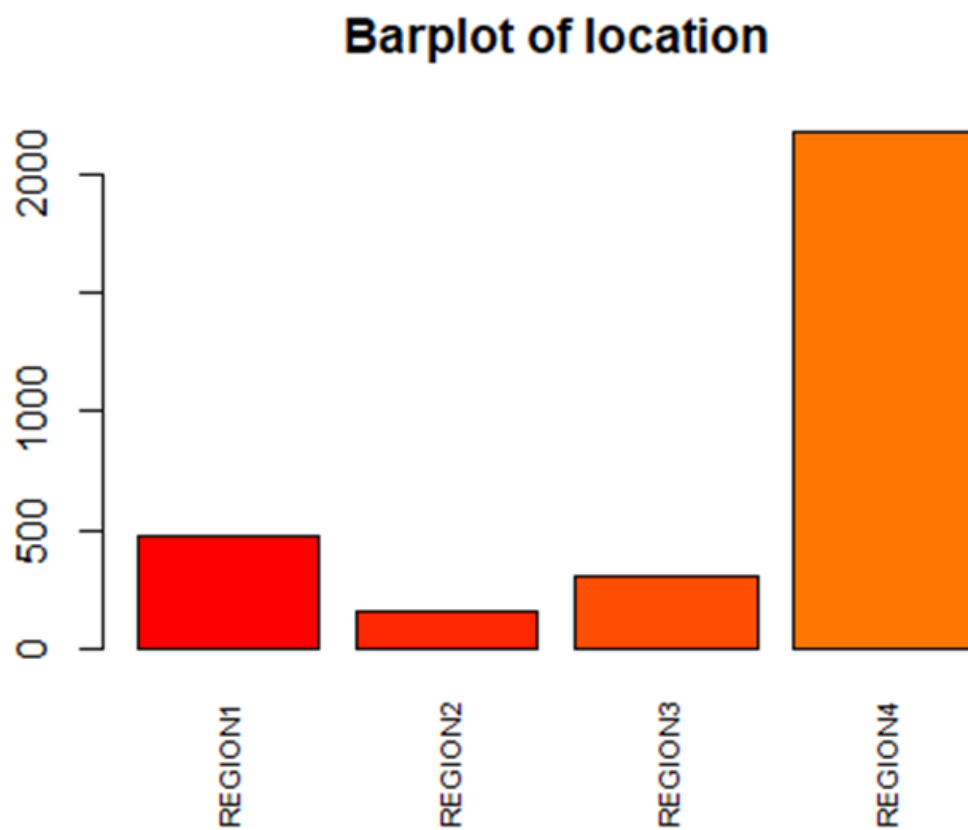 Barplot of location
2000
1000
500
0
REGION1
REGION2
REGION3
REGION4